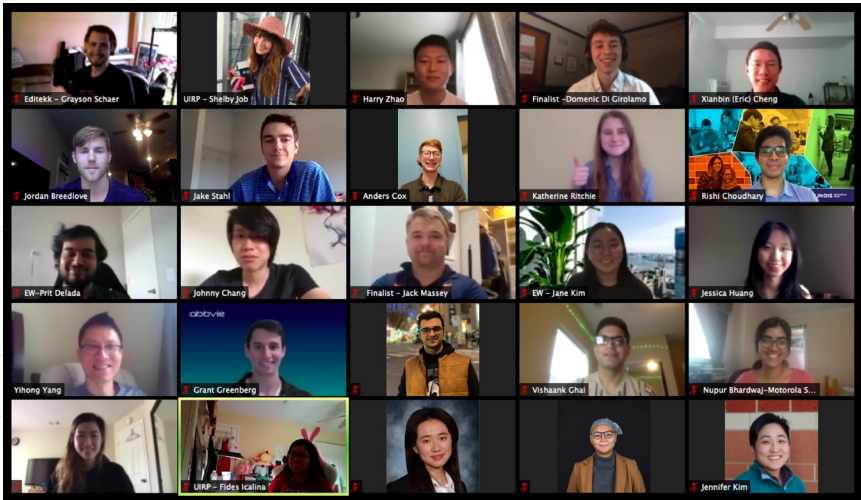 Editekk – Grayson Schaer
UIRP – Shelby Job
Harry Zhao
Finalist –Domenic Di Girolamo
Xianbin (Eric) Cheng
Jordan Breedlove
Jake Stahl
Anders Cox
Katherine Ritchie
Rishi Choudhary
INOIS
EW-Prit Delada
Johnny Chang
Finalist – Jack Massey
EW – Jane Kim
Jessica Huang
abbvie
Yihong Yang
Grant Greenberg
Vishaank Ghai
Nupur Bhardwaj-Motorola S...
UIRP – Fides Icalina
Jennifer Kim